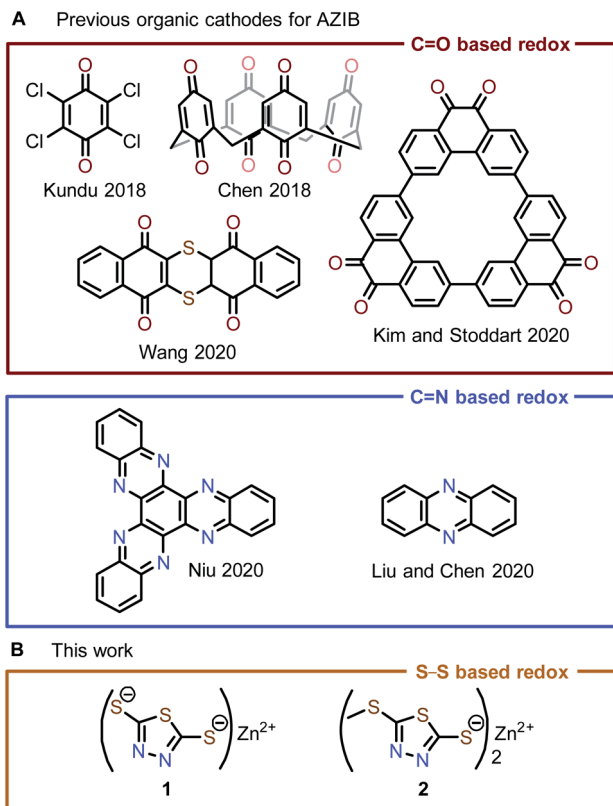 A Previous organic cathodes for AZIB
C=O based redox
O
Cl Cl
Cl Cl
O
Kundu 2018
O O O O
O O O O
Chen 2018
O O
O O
O O
Kim and Stoddart 2020
O S O
O S O
Wang 2020
C=N based redox
N N
N N
N N
Niu 2020
N
N
Liu and Chen 2020
B This work
S–S based redox
S⊖ S S⊖ Zn2+
N N
1
S S S⊖ Zn2+
N N 2
2